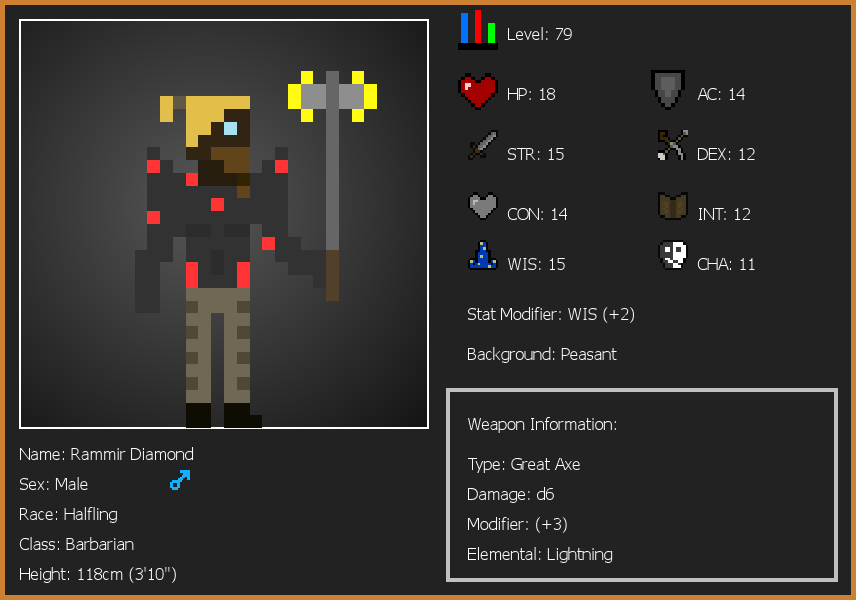 Level: 79
HP: 18
AC: 14
STR: 15
DEX: 12
CON: 14
INT: 12
WIS: 15
CHA: 11
Stat Modifier: WIS (+2)
Background: Peasant
Weapon Information:
Type: Great Axe
Damage: d6
Modifier: (+3)
Elemental: Lightning
Name: Rammir Diamond
Sex: Male
Race: Halfling
Class: Barbarian
Height: 118cm (3'10")